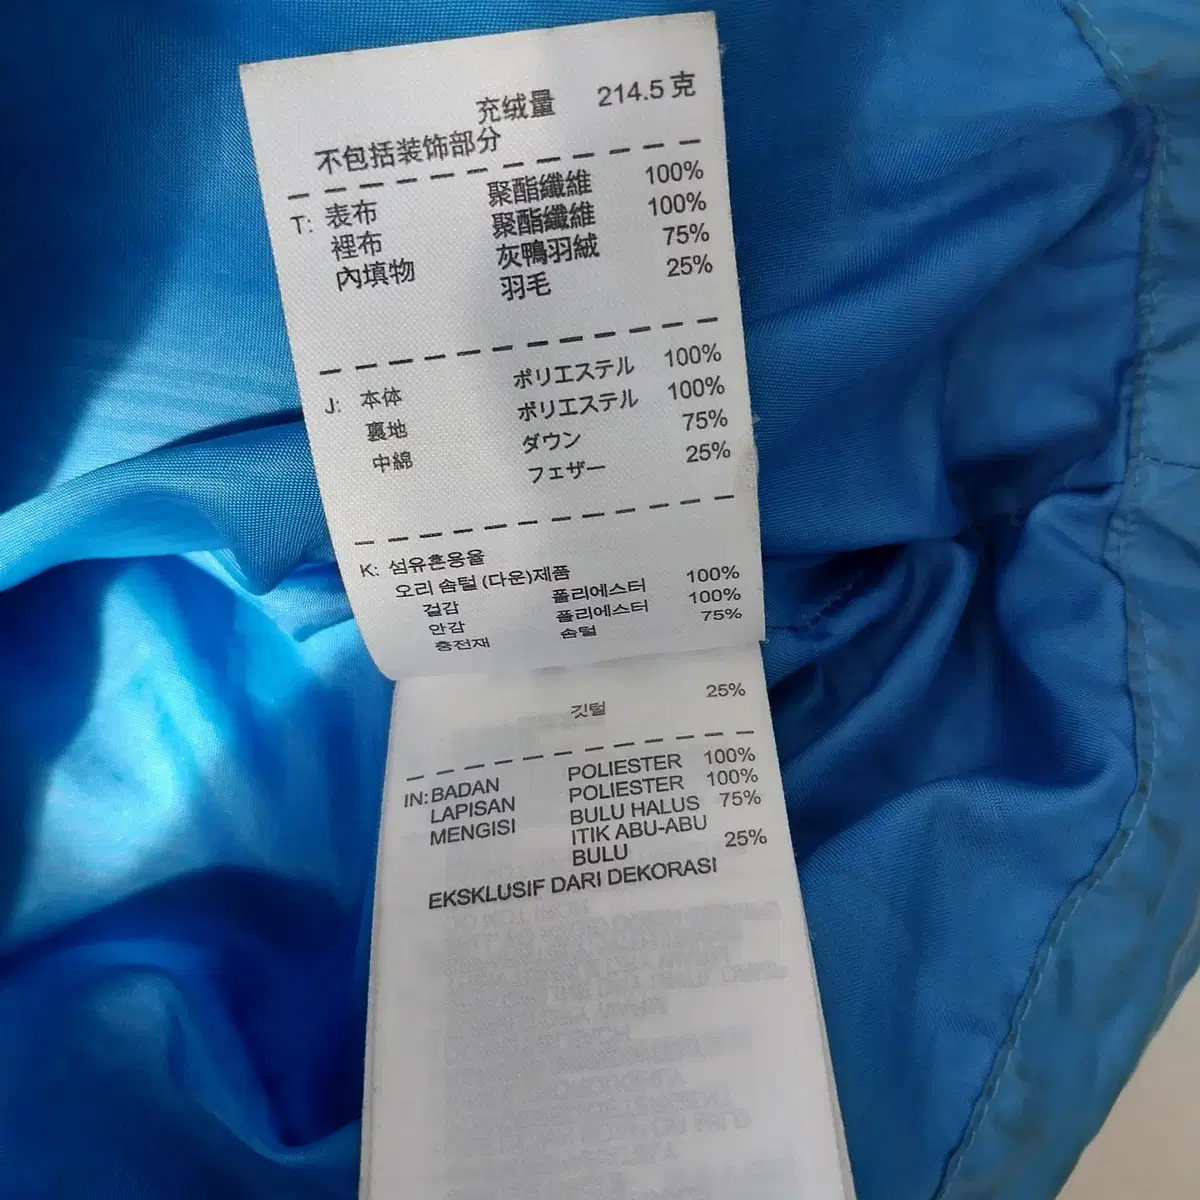 充绒量 214.5 克
不包括装饰部分
T: 表布 聚酯纖維 100%
裡布 聚酯纖維 100%
內填物 灰鴨羽絨 75%
羽毛 25%
J: 本体 ポリエステル 100%
裏地 ポリエステル 100%
中綿 ダウン 75%
フェザー 25%
K: 섬유혼용율
오리 솜털 (다운)제품
겉감 폴리에스터 100%
안감 폴리에스터 100%
충전재 솜털 75%
깃털 25%
IN: BADAN POLIESTER 100%
LAPISAN POLIESTER 100%
MENGISI BULU HALUS 75%
ITIK ABU-ABU
BULU 25%
EKSKLUSIF DARI DEKORASI